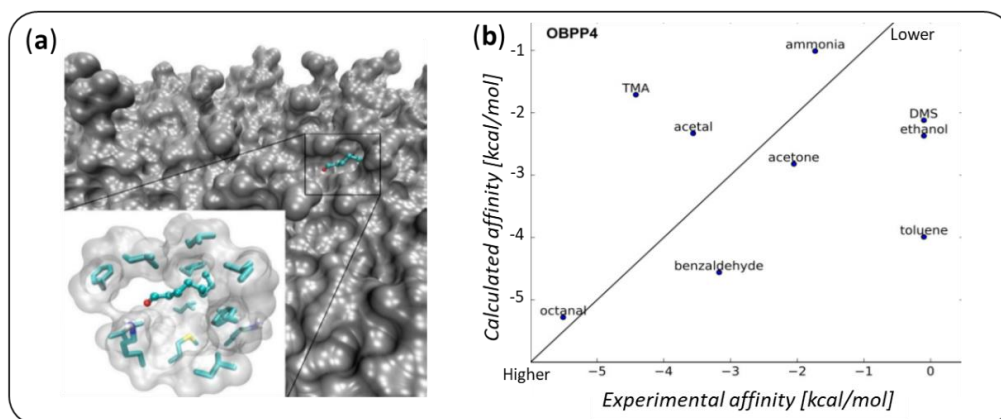 (a)
(b)
OBPP4
Lower
ammonia
-1
TMA
-2
DMS
acetal
ethanol
acetone
-3
toluene
-4
benzaldehyde
-5
octanal
Higher
−5 −4 −3 −2 −1 0
Calculated affinity [kcal/mol]
Experimental affinity [kcal/mol]